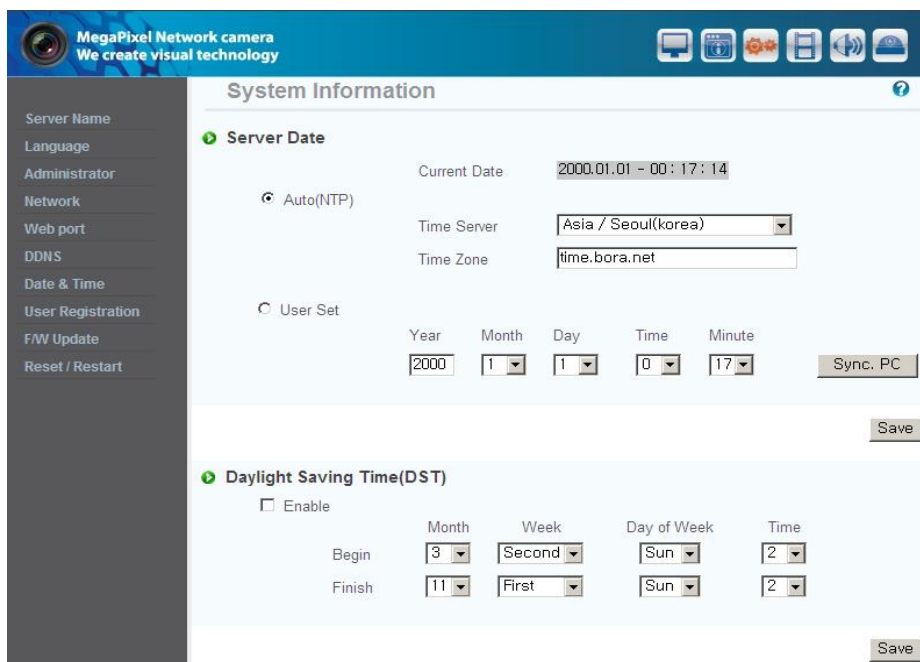 MegaPixel Network camera
We create visual technology
Server Name
Language
Administrator
Network
Web port
DDNS
Date & Time
User Registration
F/W Update
Reset / Restart
System Information
?
Server Date
Current Date 2000.01.01 - 00 : 17 : 14
Auto(NTP)
Time Server Asia / Seoul(korea)
Time Zone time.bora.net
User Set
Year Month Day Time Minute
2000 1 1 0 17 Sync. PC
Save
Daylight Saving Time(DST)
Enable
Month Week Day of Week Time
Begin 3 Second Sun 2
Finish 11 First Sun 2
Save